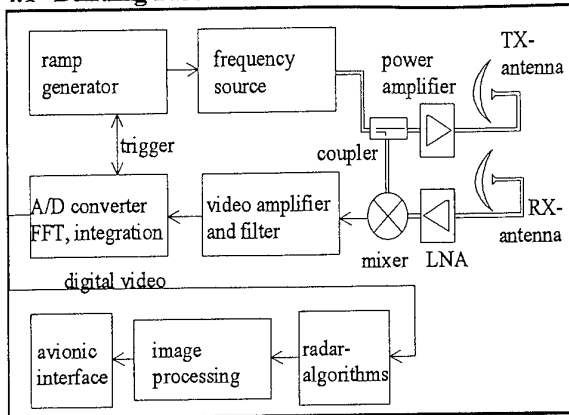 ramp
generator
frequency
source
power
amplifier
TX-
antenna
trigger
coupler
A/D converter
FFT, integration
video amplifier
and filter
mixer
LNA
RX-
antenna
digital video
avionic
interface
image
processing
radar-
algorithms